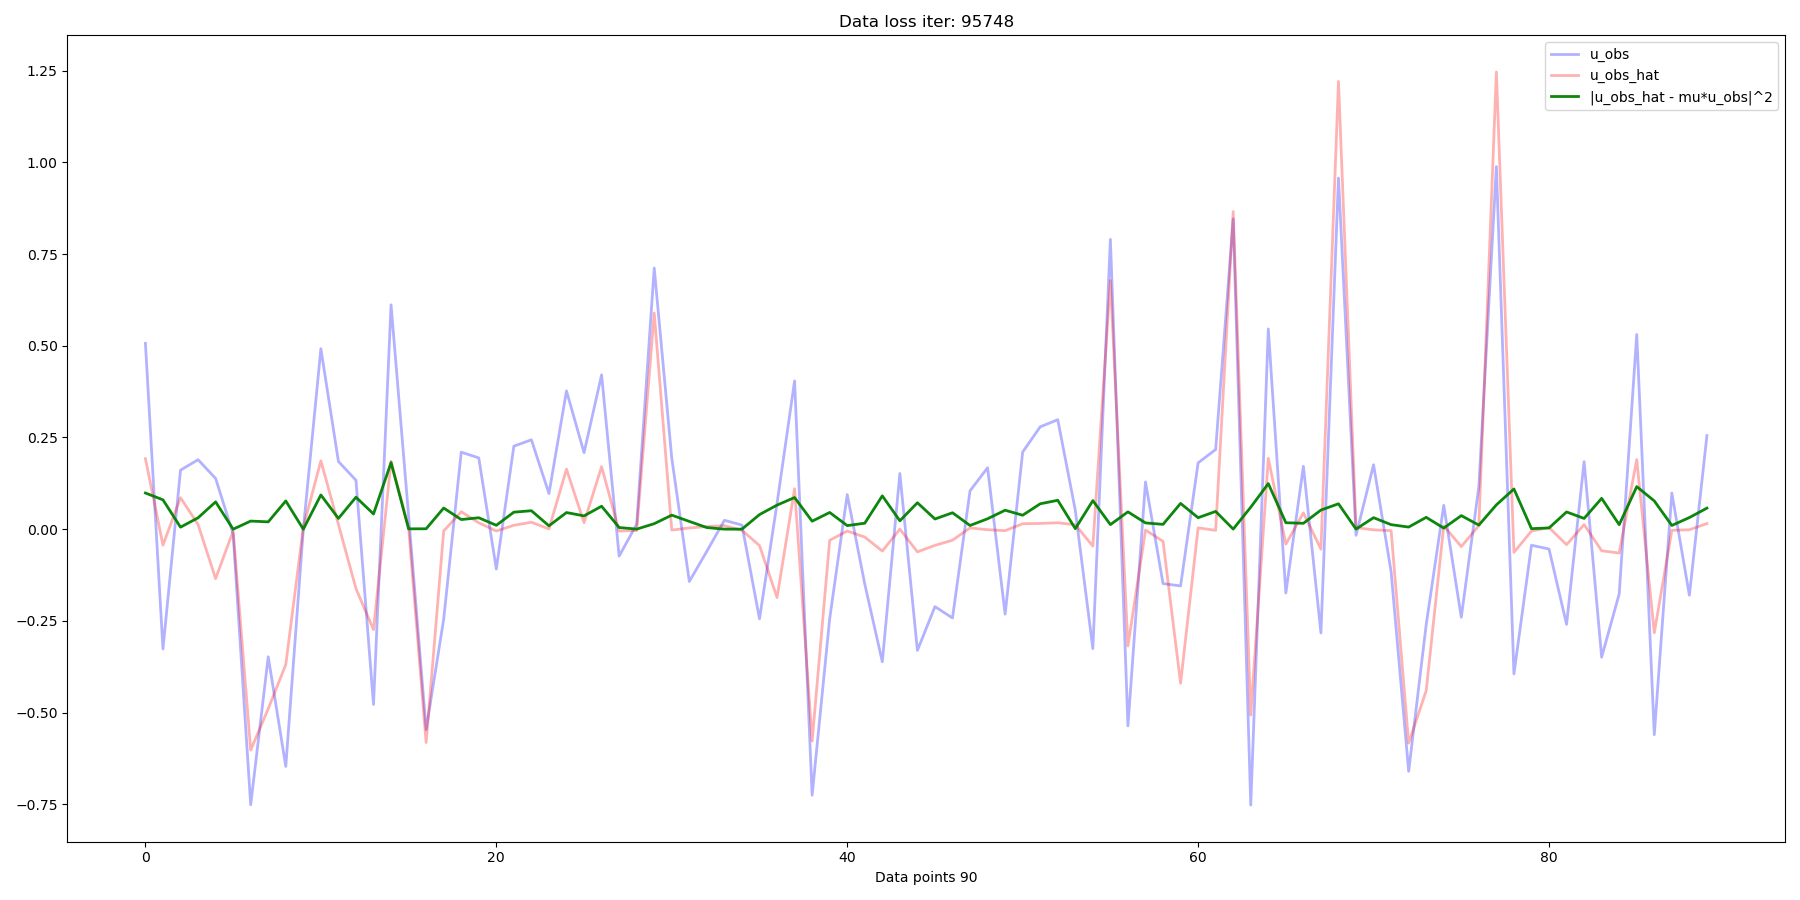 Data loss iter: 95748
u_obs
u_obs_hat
|u_obs_hat - mu*u_obs|^2
1.25
1.00
0.75
0.50
0.25
0.00
−0.25
−0.50
−0.75
0 20 40 60 80
Data points 90